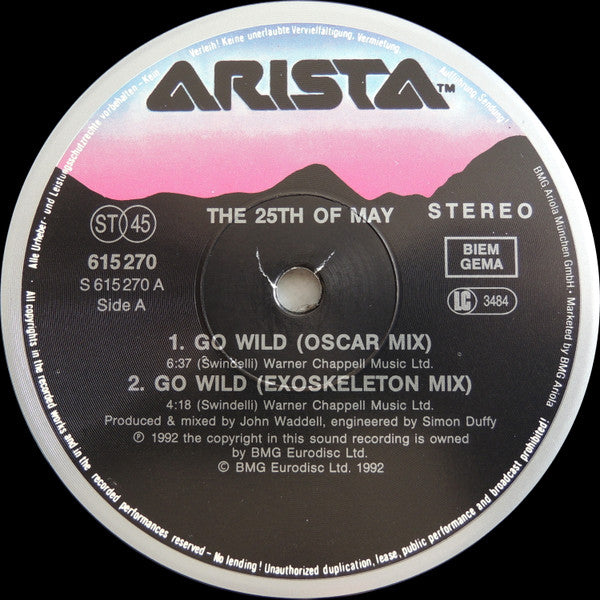 Alle Urheber- und Leistungsschutzrechte vorbehalten - Kein Verleih! Keine unerlaubte Vervielfältigung, Vermietung, Aufführung, Sendung!
ARISTA™
THE 25TH OF MAY
STEREO
ST 45
BIEM
GEMA
615270
S 615270 A
Side A
LC 3484
1. GO WILD (OSCAR MIX)
6:37 (Swindelli) Warner Chappell Music Ltd.
2. GO WILD (EXOSKELETON MIX)
4:18 (Swindelli) Warner Chappell Music Ltd.
Produced & mixed by John Waddell, engineered by Simon Duffy
℗ 1992 the copyright in this sound recording is owned
by BMG Eurodisc Ltd.
© BMG Eurodisc Ltd. 1992
BMG Ariola München GmbH • Marketed by BMG Ariola
All copyrights in the recorded works and in the recorded performances reserved - No lending! Unauthorized duplication, lease, public performance and broadcast prohibited!